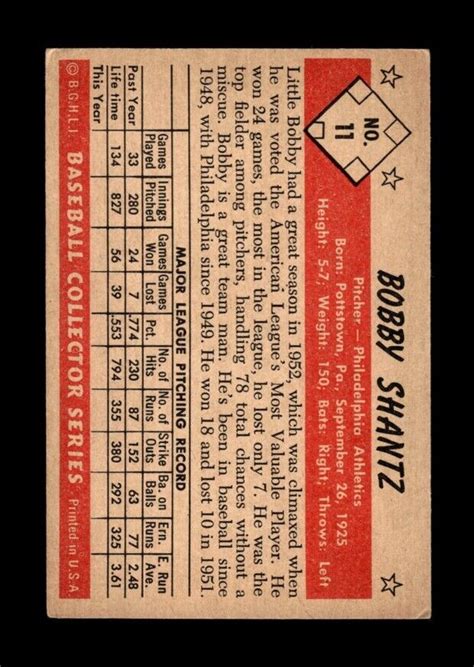 NO.
11
BOBBY SHANTZ
Pitcher — Philadelphia Athletics
Born: Pottstown, Pa., September 26, 1925
Height: 5-7; Weight: 150; Bats: Right; Throws: Left
Little Bobby had a great season in 1952, which was climaxed when
he was voted the American League's Most Valuable Player. He
won 24 games, the most in the league, he lost only 7. He was the
top fielder among pitchers, handling 78 total chances without a
miscue. Bobby is a great team man. He's been in baseball since
1948, with Philadelphia since 1949. He won 18 and lost 10 in 1951.
MAJOR LEAGUE PITCHING RECORD
Games Innings Games Games No. of No. of Strike Ba. on Ern. E. Run
Played Pitched Won Lost Pct. Hits Runs Outs Balls Runs Ave.
Past Year 33 280 24 7 .774 230 87 152 63 77 2.48
Life time 134 827 56 39 .553 794 355 380 292 325 3.61
This Year
© B.G.H.L.I. BASEBALL COLLECTOR SERIES Printed in U.S.A.